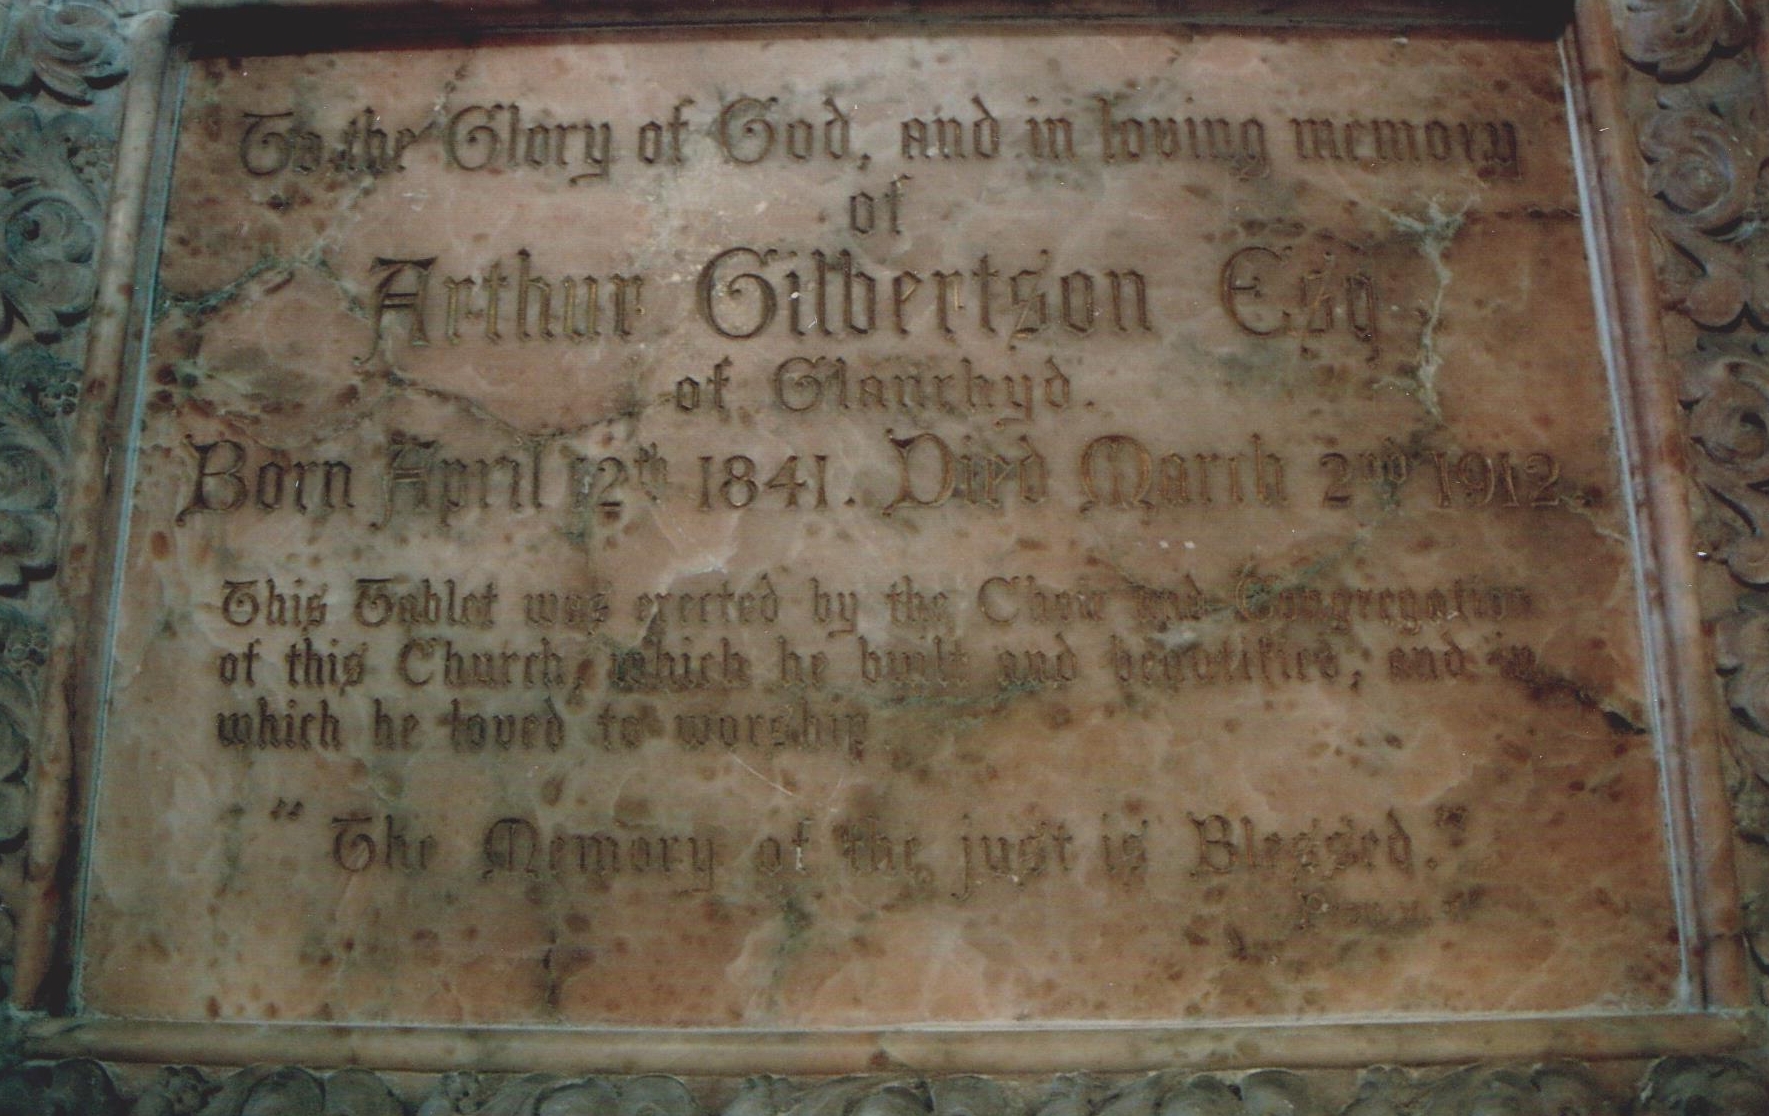 To the Glory of God, and in loving memory
of
Arthur Gilbertson Esq
of Glanrhyd.
Born April 12th 1841. Died March 2nd 1912.
This Tablet was erected by the Choir and Congregation
of this Church, which he built and beautified, and in
which he loved to worship
"The Memory of the just is Blessed."